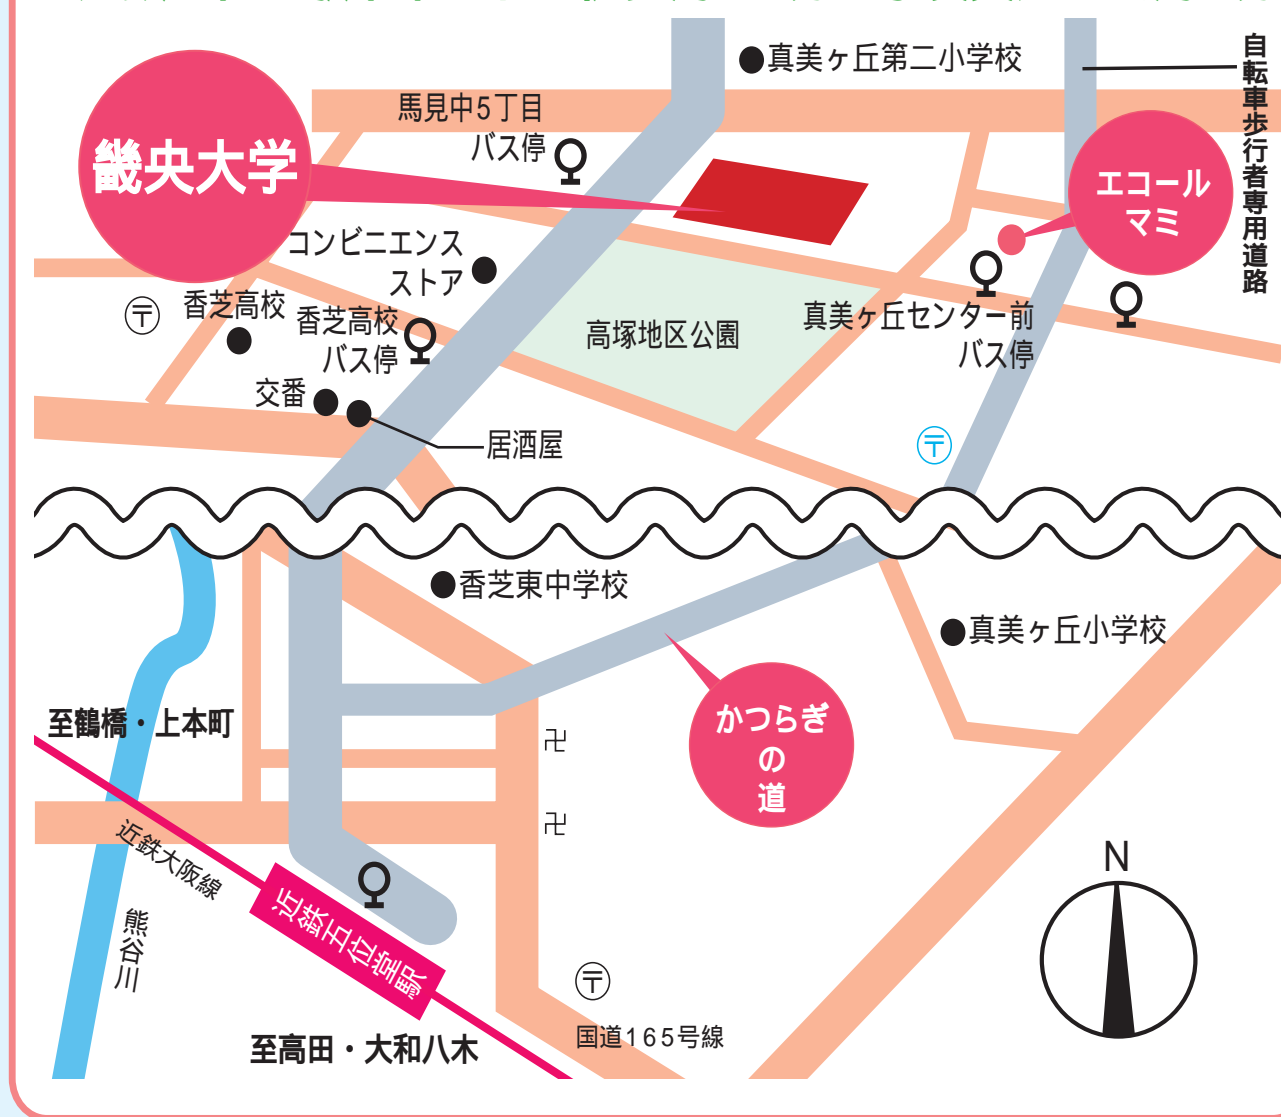 真美ヶ丘第二小学校
自転車歩行者専用道路
馬見中5丁目
バス停
畿央大学
エコール
マミ
コンビニエンス
ストア
香芝高校
香芝高校
バス停
高塚地区公園
真美ヶ丘センター前
バス停
交番
居酒屋
香芝東中学校
真美ヶ丘小学校
かつらぎ
の
道
至鶴橋・上本町
近鉄大阪線
熊谷川
近鉄五位堂駅
至高田・大和八木
国道165号線
N